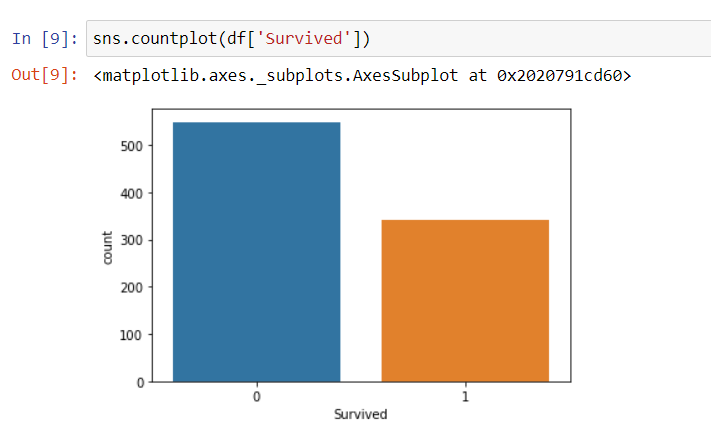 In [9]: sns.countplot(df['Survived'])
Out[9]: <matplotlib.axes._subplots.AxesSubplot at 0x2020791cd60>
500
400
300
200
100
0
count
0 1
Survived